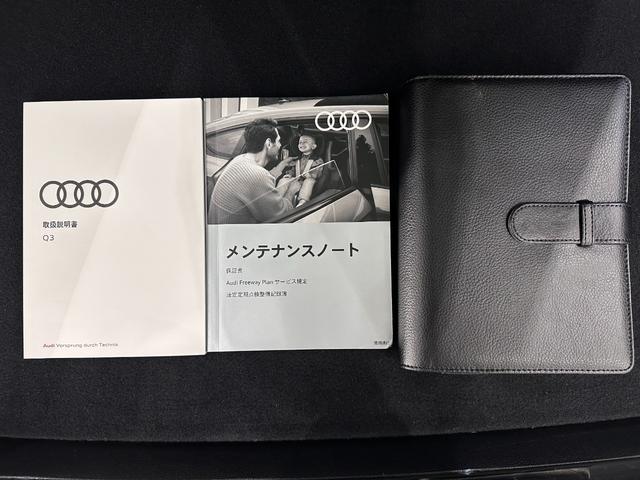 取扱説明書
Q3
Audi Vorsprung durch Technik
メンテナンスノート
保証書
Audi Freeway Plan サービス規定
法定定期点検整備記録簿